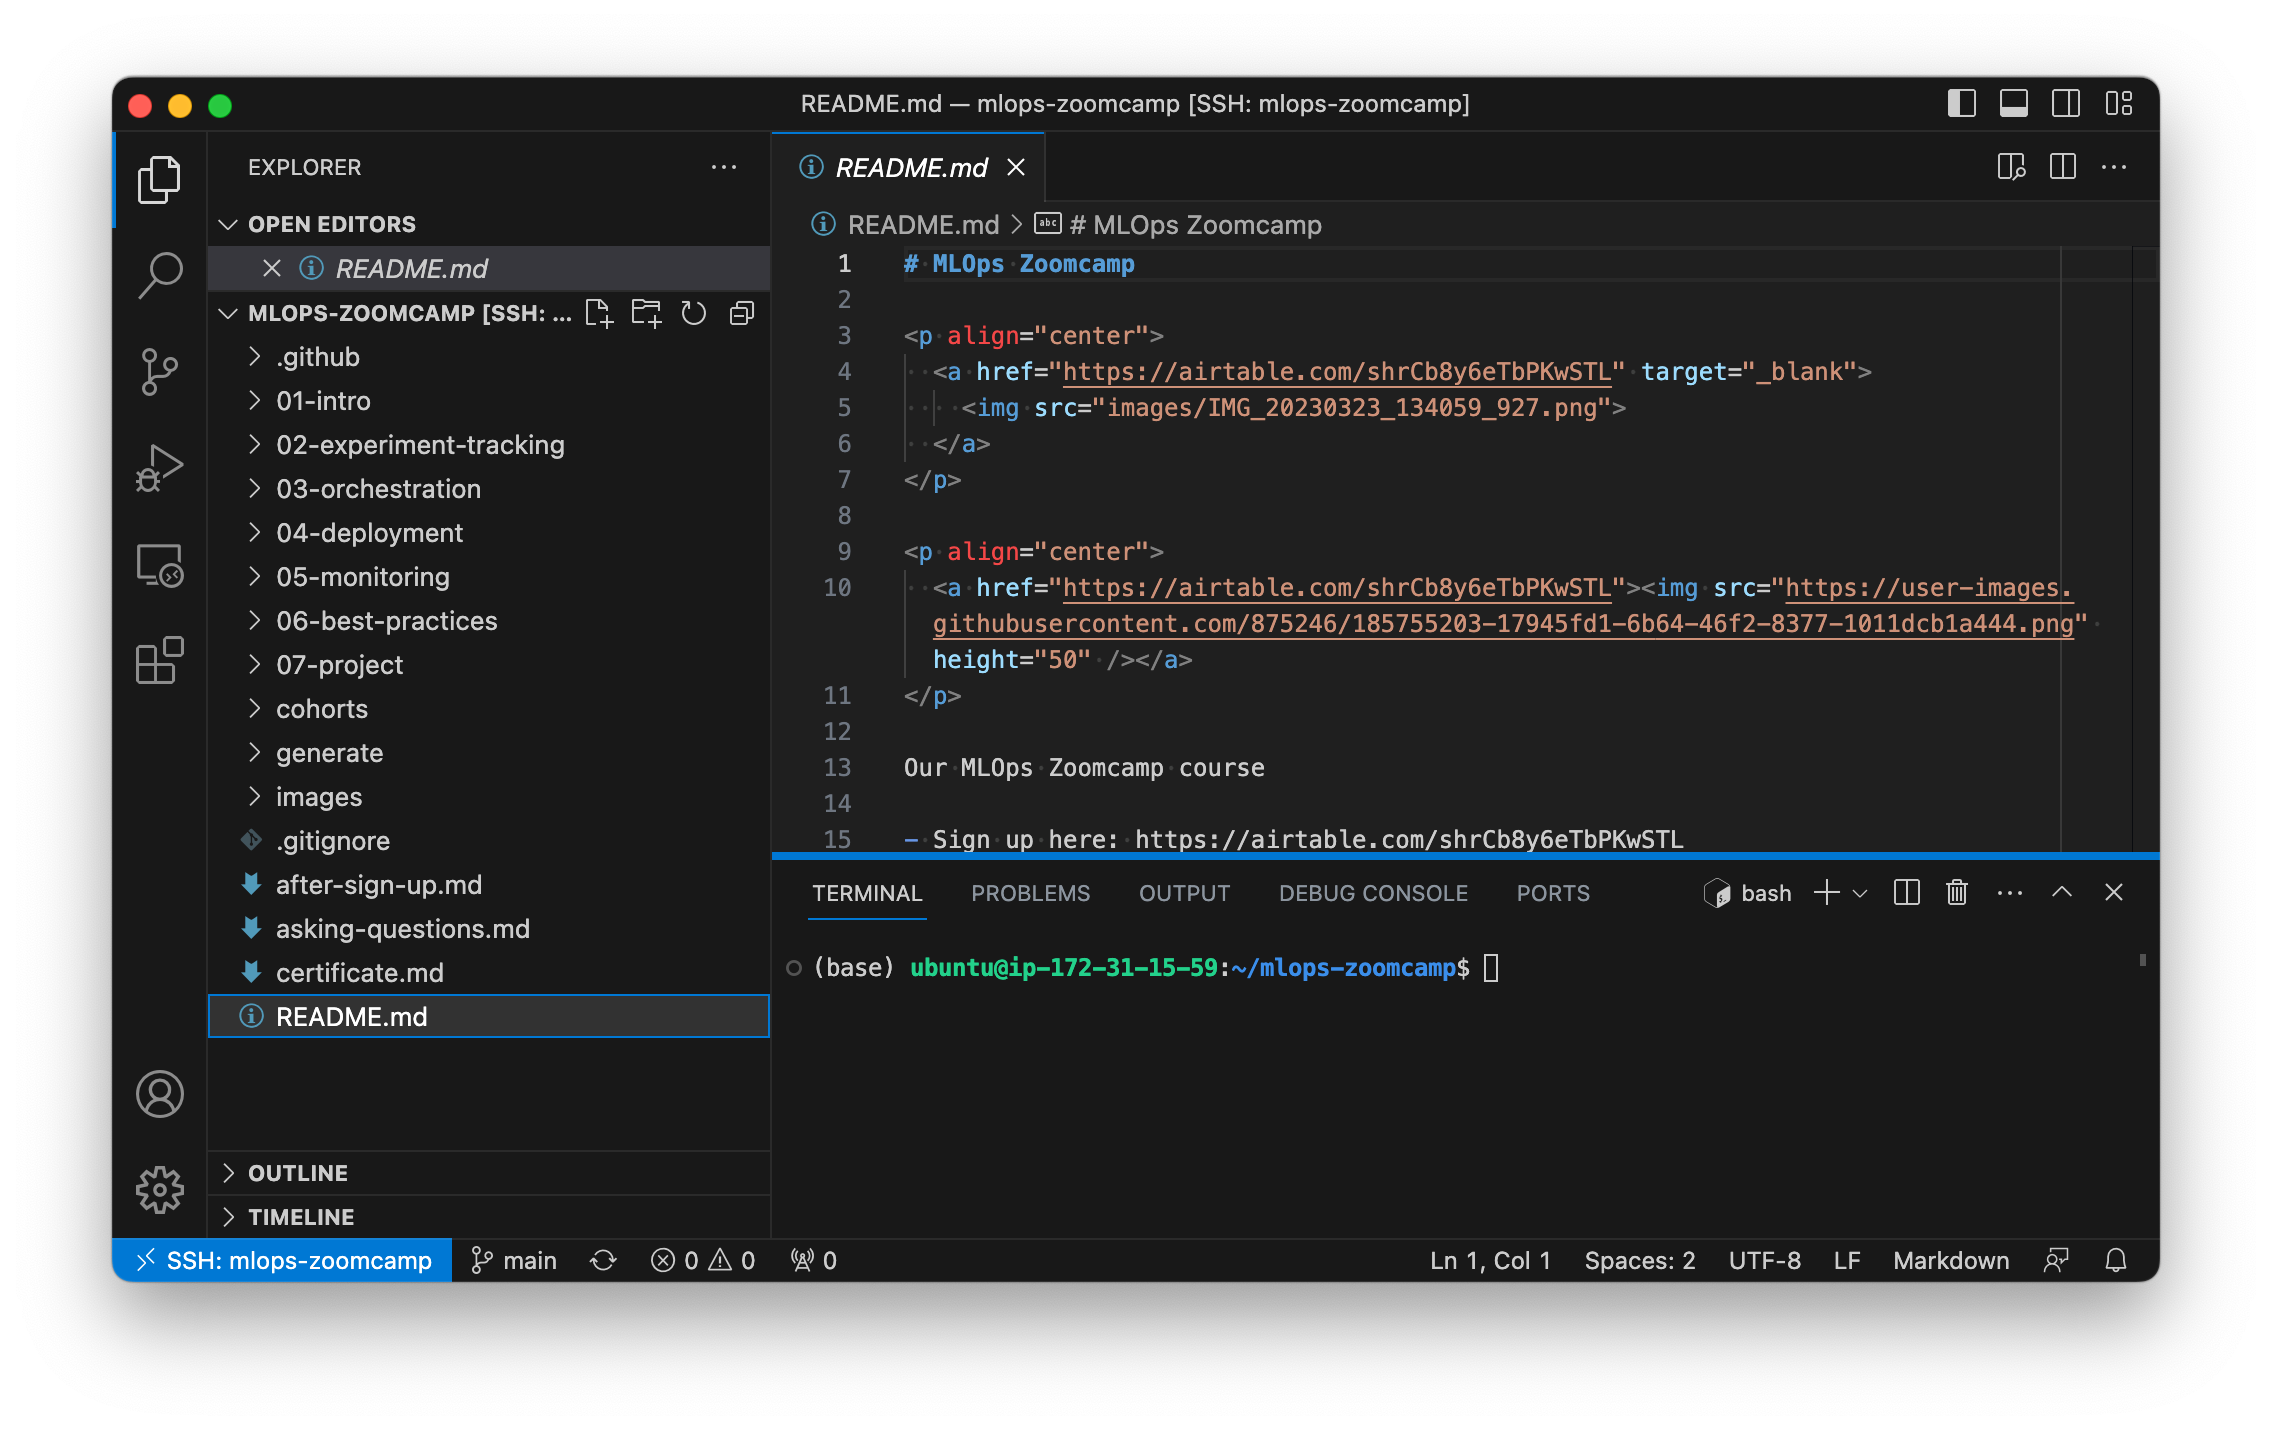 README.md — mlops-zoomcamp [SSH: mlops-zoomcamp]
EXPLORER
OPEN EDITORS
README.md
MLOPS-ZOOMCAMP [SSH: ...
.github
01-intro
02-experiment-tracking
03-orchestration
04-deployment
05-monitoring
06-best-practices
07-project
cohorts
generate
images
.gitignore
after-sign-up.md
asking-questions.md
certificate.md
README.md
OUTLINE
TIMELINE
README.md
README.md > abc # MLOps Zoomcamp
1 # MLOps Zoomcamp
2
3 <p align="center">
4 <a href="https://airtable.com/shrCb8y6eTbPKwSTL" target="_blank">
5 <img src="images/IMG_20230323_134059_927.png">
6 </a>
7 </p>
8
9 <p align="center">
10 <a href="https://airtable.com/shrCb8y6eTbPKwSTL"><img src="https://user-images.
githubusercontent.com/875246/185755203-17945fd1-6b64-46f2-8377-1011dcb1a444.png"
height="50" /></a>
11 </p>
12
13 Our MLOps Zoomcamp course
14
15 - Sign up here: https://airtable.com/shrCb8y6eTbPKwSTL
TERMINAL PROBLEMS OUTPUT DEBUG CONSOLE PORTS bash
(base) ubuntu@ip-172-31-15-59:~/mlops-zoomcamp$
SSH: mlops-zoomcamp main 0 0 0 Ln 1, Col 1 Spaces: 2 UTF-8 LF Markdown